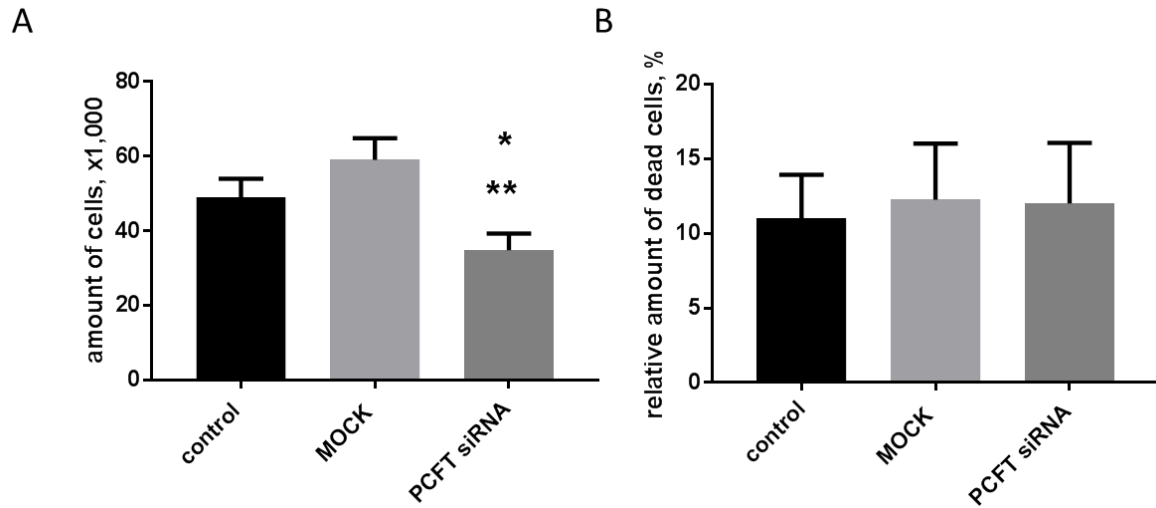 A
amount of cells, x1,000
80
60
40
20
0
*
**
control
MOCK
PCFT siRNA
B
relative amount of dead cells, %
20
15
10
5
0
control
MOCK
PCFT siRNA